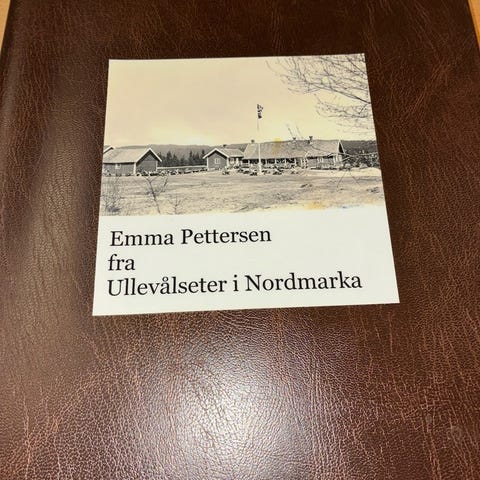 Emma Pettersen
fra
Ullevålseter i Nordmarka